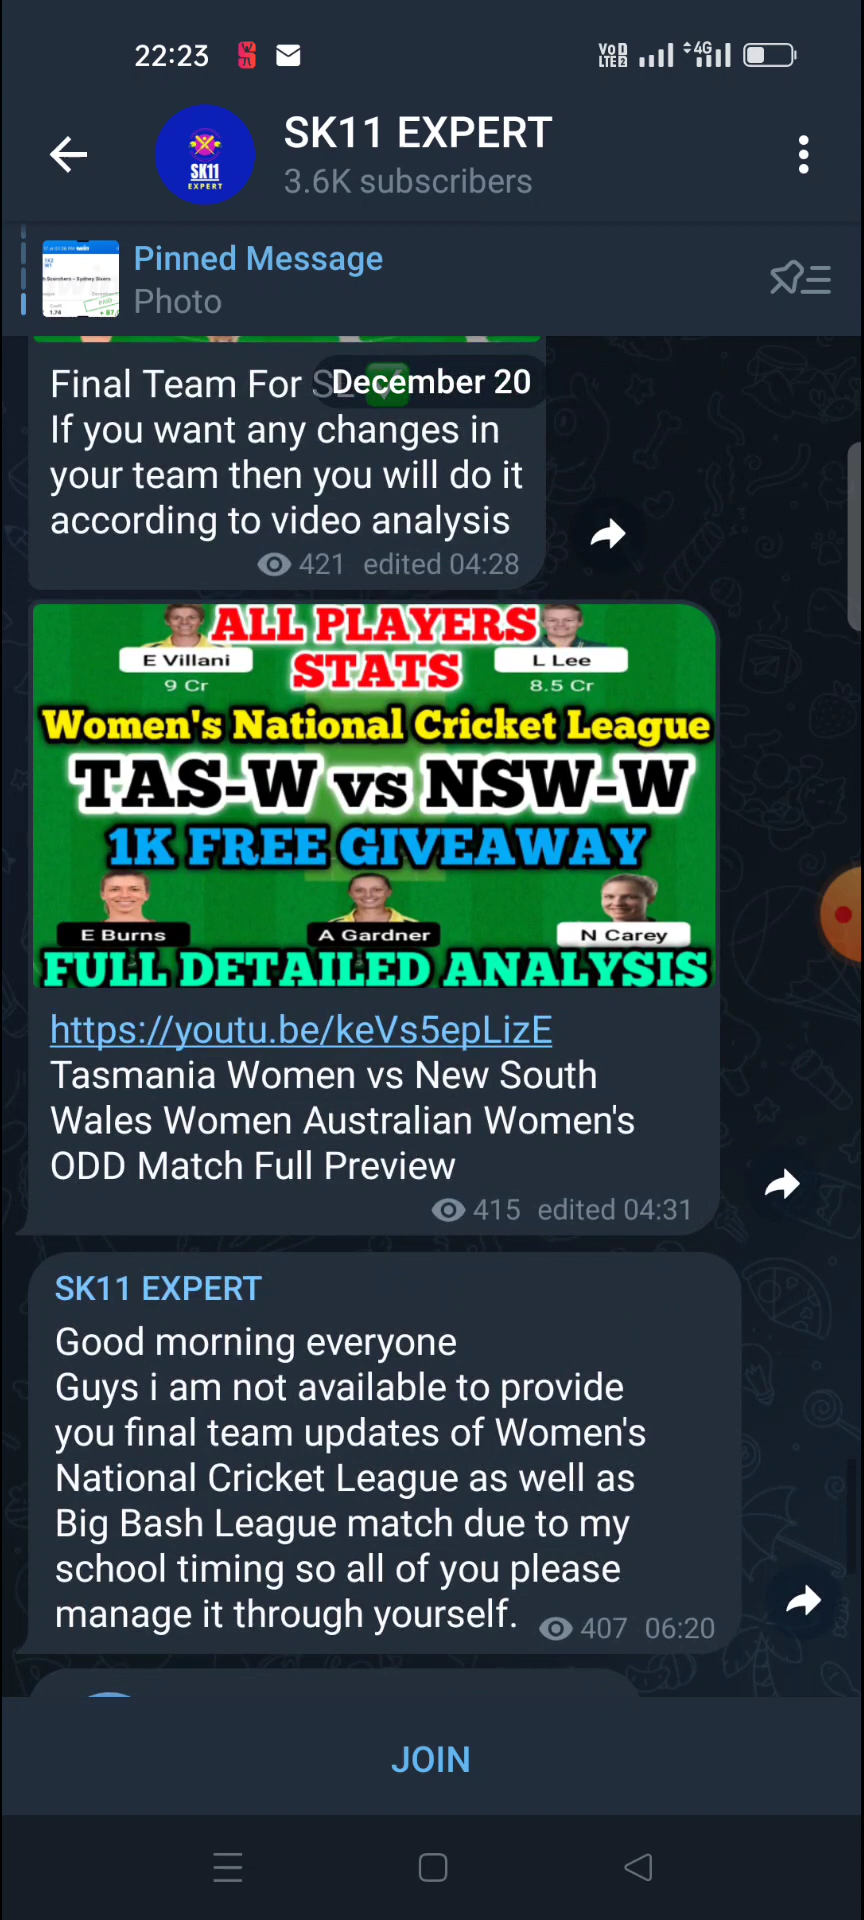 22:23
Vo
LTE2
4G
SK11 EXPERT
3.6K subscribers
SK11
EXPERT
Pinned Message
Photo
December 20
Final Team For
If you want any changes in
your team then you will do it
according to video analysis
421 edited 04:28
ALL PLAYERS
STATS
E Villani
L Lee
9 Cr
8.5 Cr
Women's National Cricket League
TAS-W vs NSW-W
1K FREE GIVEAWAY
E Burns
A Gardner
N Carey
FULL DETAILED ANALYSIS
https://youtu.be/keVs5epLizE
Tasmania Women vs New South
Wales Women Australian Women's
ODD Match Full Preview
415 edited 04:31
SK11 EXPERT
Good morning everyone
Guys i am not available to provide
you final team updates of Women's
National Cricket League as well as
Big Bash League match due to my
school timing so all of you please
manage it through yourself.
407 06:20
JOIN